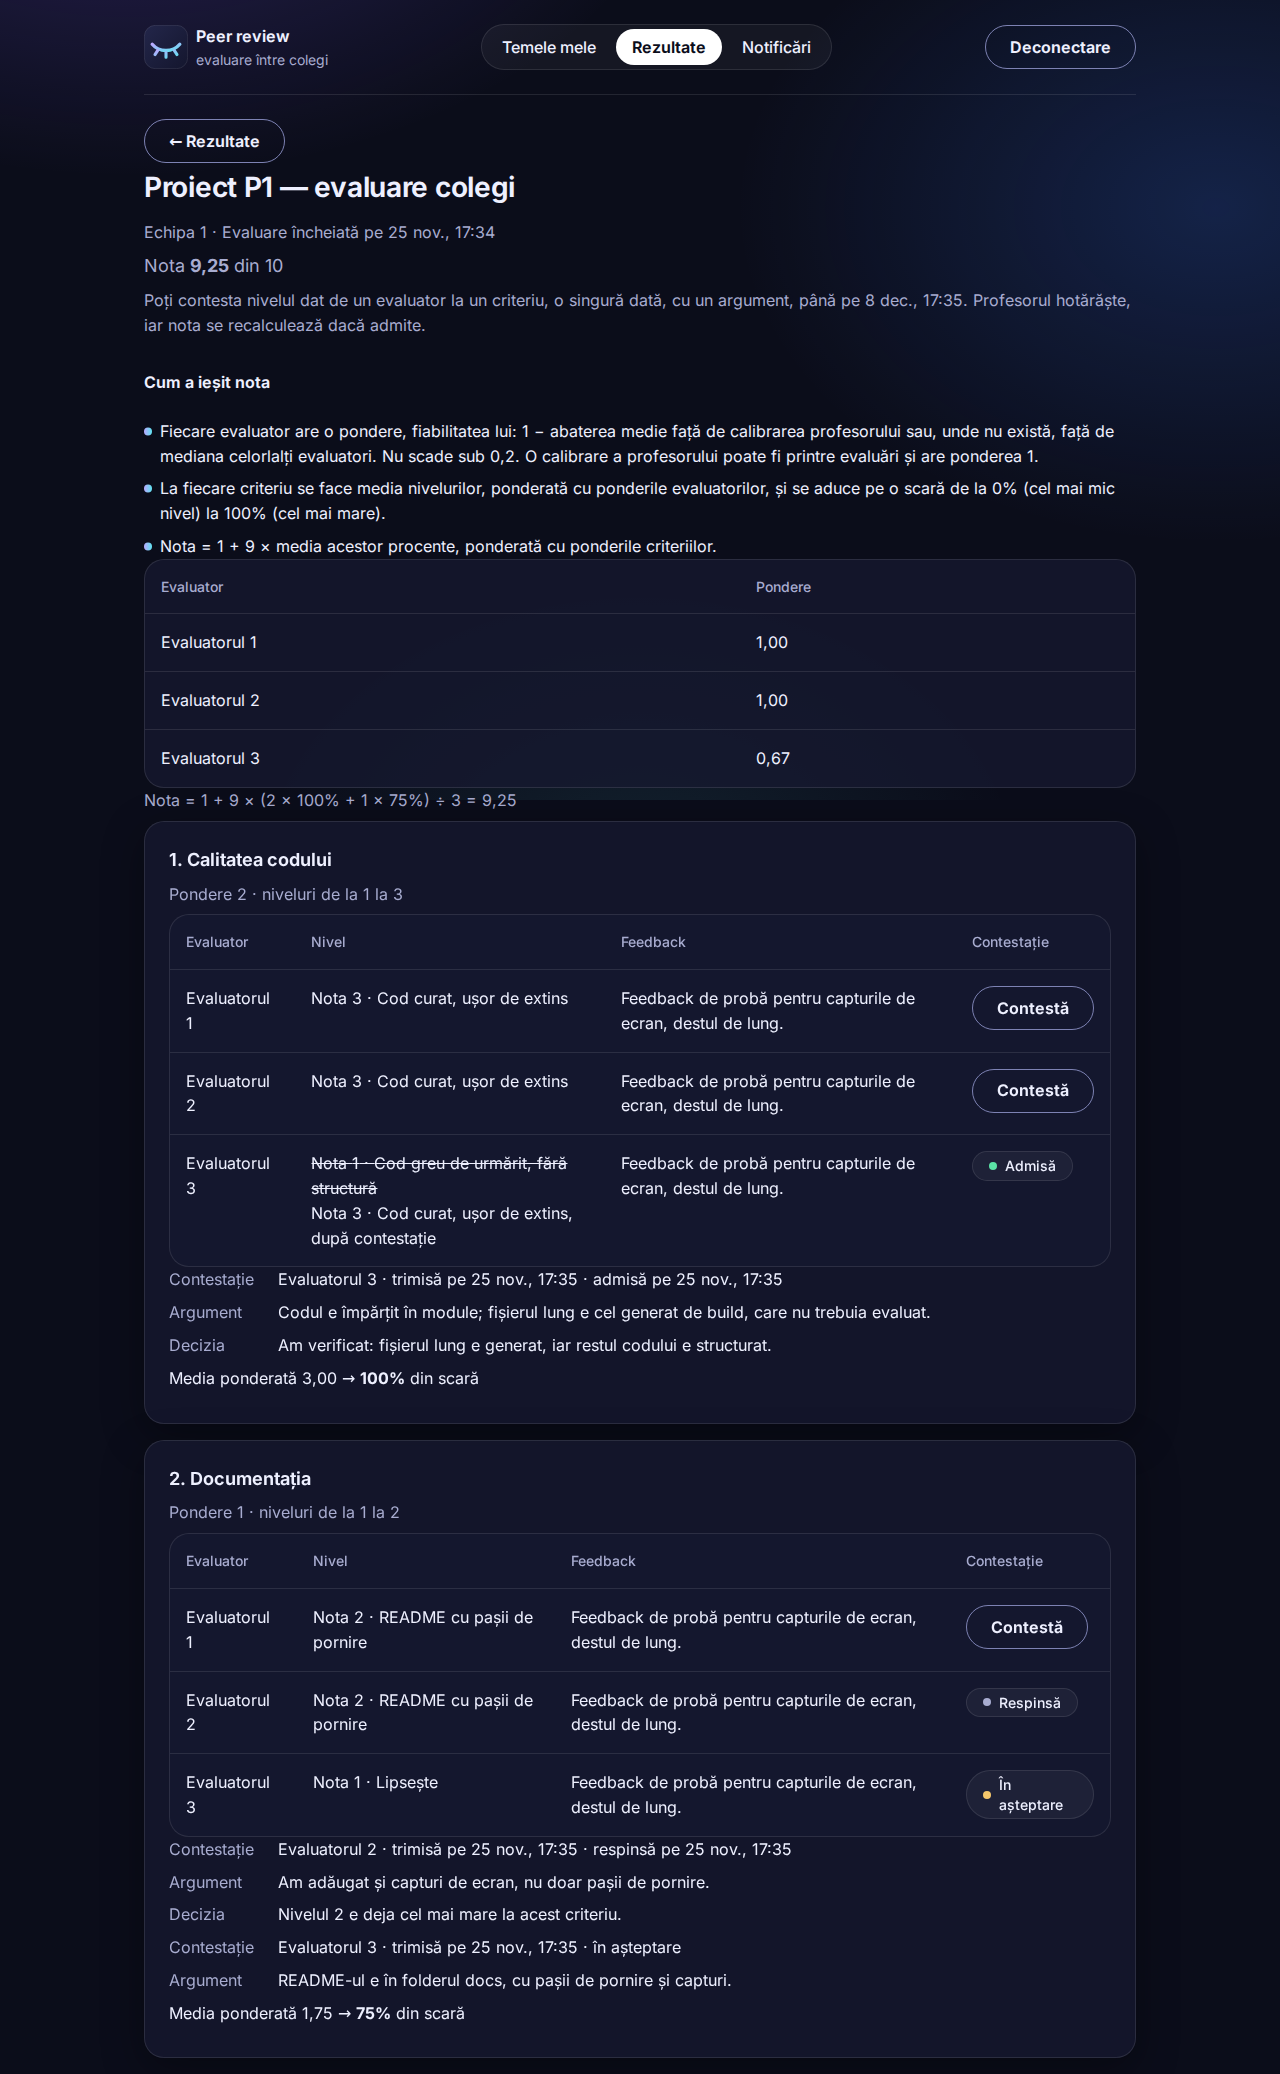 Peer review
evaluare între colegi
Temele mele
Rezultate
Notificări
Deconectare
← Rezultate
Proiect P1 — evaluare colegi
Echipa 1 · Evaluare încheiată pe 25 nov., 17:34
Nota 9,25 din 10
Poți contesta nivelul dat de un evaluator la un criteriu, o singură dată, cu un argument, până pe 8 dec., 17:35. Profesorul hotărăște,
iar nota se recalculează dacă admite.
Cum a ieșit nota
Fiecare evaluator are o pondere, fiabilitatea lui: 1 − abaterea medie față de calibrarea profesorului sau, unde nu există, față de
mediana celorlalți evaluatori. Nu scade sub 0,2. O calibrare a profesorului poate fi printre evaluări și are ponderea 1.
La fiecare criteriu se face media nivelurilor, ponderată cu ponderile evaluatorilor, și se aduce pe o scară de la 0% (cel mai mic
nivel) la 100% (cel mai mare).
Nota = 1 + 9 × media acestor procente, ponderată cu ponderile criteriilor.
Evaluator Pondere
Evaluatorul 1 1,00
Evaluatorul 2 1,00
Evaluatorul 3 0,67
Nota = 1 + 9 × (2 × 100% + 1 × 75%) ÷ 3 = 9,25
1. Calitatea codului
Pondere 2 · niveluri de la 1 la 3
Evaluator Nivel Feedback Contestație
Evaluatorul Nota 3 · Cod curat, ușor de extins Feedback de probă pentru capturile de Contestă
1 ecran, destul de lung.
Evaluatorul Nota 3 · Cod curat, ușor de extins Feedback de probă pentru capturile de Contestă
2 ecran, destul de lung.
Evaluatorul Nota 1 · Cod greu de urmărit, fără Feedback de probă pentru capturile de Admisă
3 structură ecran, destul de lung.
Nota 3 · Cod curat, ușor de extins,
după contestație
Contestație Evaluatorul 3 · trimisă pe 25 nov., 17:35 · admisă pe 25 nov., 17:35
Argument Codul e împărțit în module; fișierul lung e cel generat de build, care nu trebuia evaluat.
Decizia Am verificat: fișierul lung e generat, iar restul codului e structurat.
Media ponderată 3,00 → 100% din scară
2. Documentația
Pondere 1 · niveluri de la 1 la 2
Evaluator Nivel Feedback Contestație
Evaluatorul Nota 2 · README cu pașii de Feedback de probă pentru capturile de ecran, Contestă
1 pornire destul de lung.
Evaluatorul Nota 2 · README cu pașii de Feedback de probă pentru capturile de ecran, Respinsă
2 pornire destul de lung.
Evaluatorul Nota 1 · Lipsește Feedback de probă pentru capturile de ecran, În
3 destul de lung. așteptare
Contestație Evaluatorul 2 · trimisă pe 25 nov., 17:35 · respinsă pe 25 nov., 17:35
Argument Am adăugat și capturi de ecran, nu doar pașii de pornire.
Decizia Nivelul 2 e deja cel mai mare la acest criteriu.
Contestație Evaluatorul 3 · trimisă pe 25 nov., 17:35 · în așteptare
Argument README-ul e în folderul docs, cu pașii de pornire și capturi.
Media ponderată 1,75 → 75% din scară